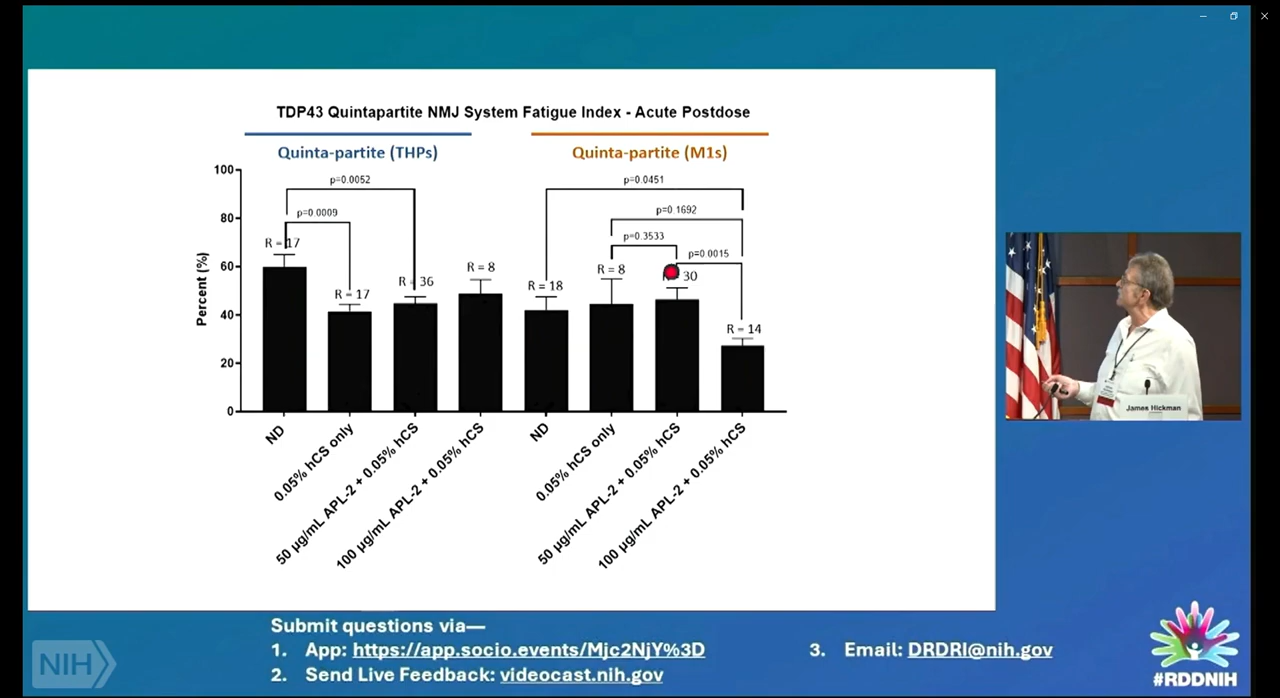 TDP43 Quintapartite NMJ System Fatigue Index - Acute Postdose
Quinta-partite (THPs)
Quinta-partite (M1s)
Percent (%)
100
80
60
40
20
0
p=0.0052
p=0.0009
R = 17
R = 17
R = 36
R = 8
p=0.0451
p=0.1692
p=0.3533
p=0.0015
R = 18
R = 8
30
R = 14
ND
0.05% hCS only
50 µg/mL APL-2 + 0.05% hCS
100 µg/mL APL-2 + 0.05% hCS
ND
0.05% hCS only
50 µg/mL APL-2 + 0.05% hCS
100 µg/mL APL-2 + 0.05% hCS
James Hickman
Submit questions via—
1. App: https://app.socio.events/Mjc2NjY%3D
2. Send Live Feedback: videocast.nih.gov
3. Email: DRDRI@nih.gov
NIH
#RDDNIH